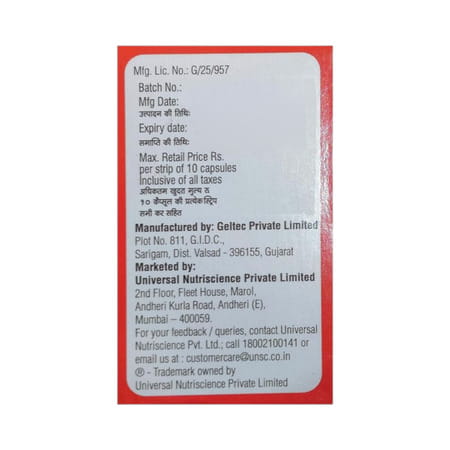 Mfg. Lic. No.: G/25/957
Batch No.:
Mfg Date:
उत्पादन की तिथि:
Expiry date:
समाप्ति की तिथि:
Max. Retail Price Rs.
per strip of 10 capsules
Inclusive of all taxes
अधिकतम खुदरा मूल्य रु
१० कैप्सूल की प्रत्येक स्ट्रिप
सभी कर सहित
Manufactured by: Geltec Private Limited
Plot No. 811, G.I.D.C.,
Sarigam, Dist. Valsad - 396155, Gujarat
Marketed by:
Universal Nutriscience Private Limited
2nd Floor, Fleet House, Marol,
Andheri Kurla Road, Andheri (E),
Mumbai – 400059.
For your feedback / queries, contact Universal
Nutriscience Pvt. Ltd.; call 18002100141 or
email us at : customercare@unsc.co.in
® - Trademark owned by
Universal Nutriscience Private Limited